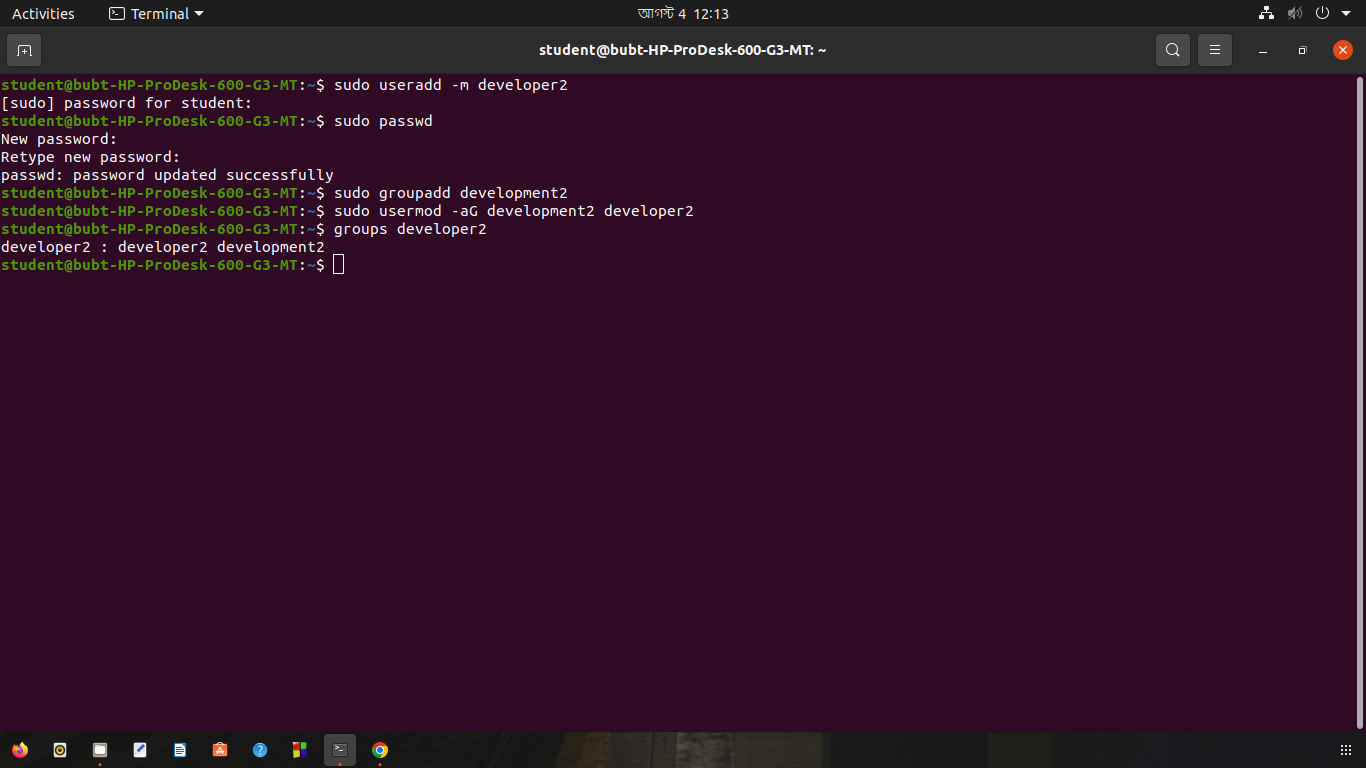 Activities Terminal আগস্ট 4 12:13
student@bubt-HP-ProDesk-600-G3-MT: ~
student@bubt-HP-ProDesk-600-G3-MT:~$ sudo useradd -m developer2
[sudo] password for student:
student@bubt-HP-ProDesk-600-G3-MT:~$ sudo passwd
New password:
Retype new password:
passwd: password updated successfully
student@bubt-HP-ProDesk-600-G3-MT:~$ sudo groupadd development2
student@bubt-HP-ProDesk-600-G3-MT:~$ sudo usermod -aG development2 developer2
student@bubt-HP-ProDesk-600-G3-MT:~$ groups developer2
developer2 : developer2 development2
student@bubt-HP-ProDesk-600-G3-MT:~$